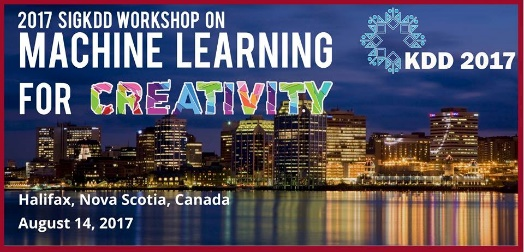 2017 SIGKDD WORKSHOP ON
MACHINE LEARNING
FOR CREATIVITY
KDD 2017
Halifax, Nova Scotia, Canada
August 14, 2017